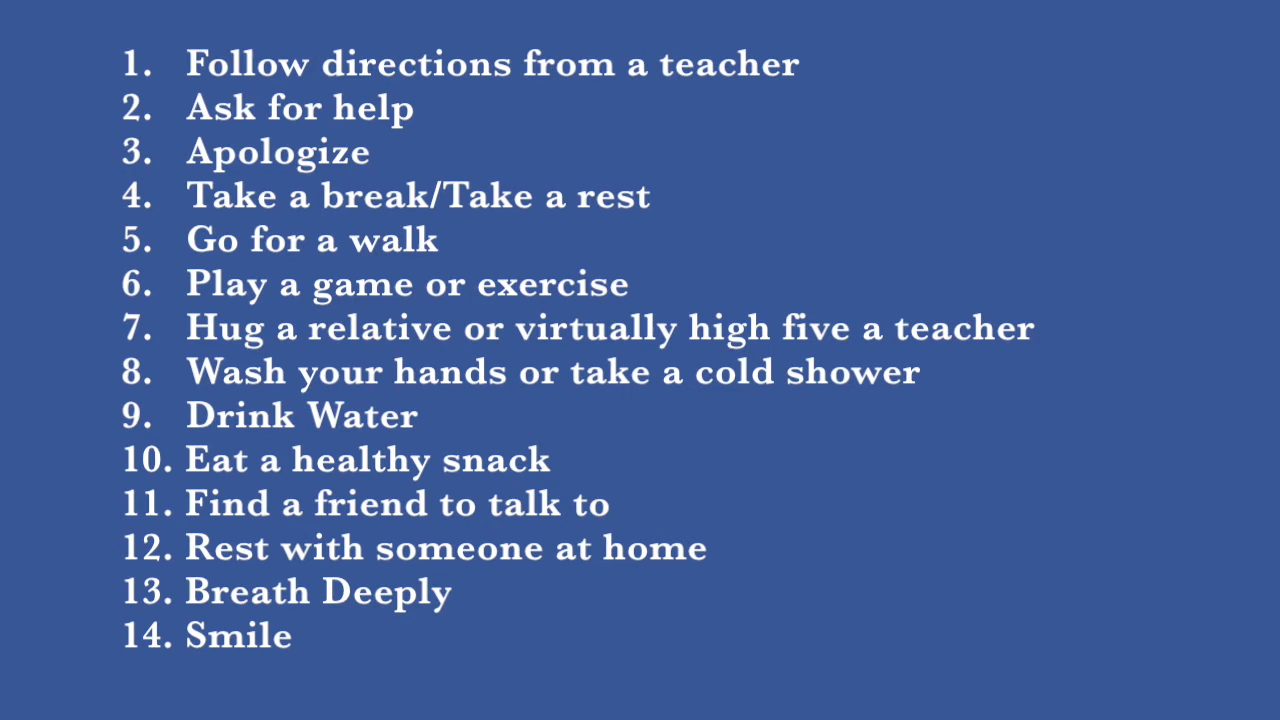 1. Follow directions from a teacher
2. Ask for help
3. Apologize
4. Take a break/Take a rest
5. Go for a walk
6. Play a game or exercise
7. Hug a relative or virtually high five a teacher
8. Wash your hands or take a cold shower
9. Drink Water
10. Eat a healthy snack
11. Find a friend to talk to
12. Rest with someone at home
13. Breath Deeply
14. Smile